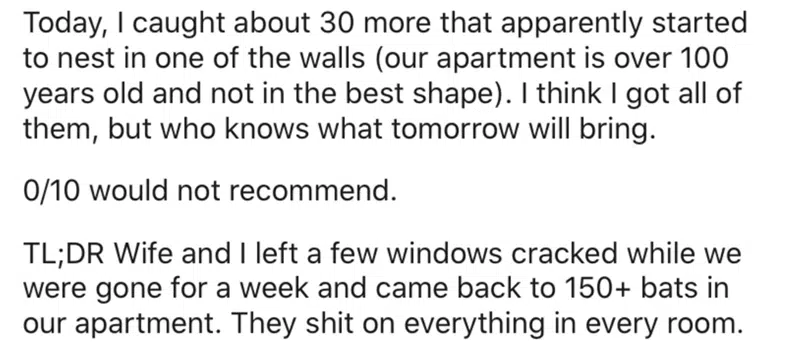 Today, I caught about 30 more that apparently started
to nest in one of the walls (our apartment is over 100
years old and not in the best shape). I think I got all of
them, but who knows what tomorrow will bring.
0/10 would not recommend.
TL;DR Wife and I left a few windows cracked while we
were gone for a week and came back to 150+ bats in
our apartment. They shit on everything in every room.